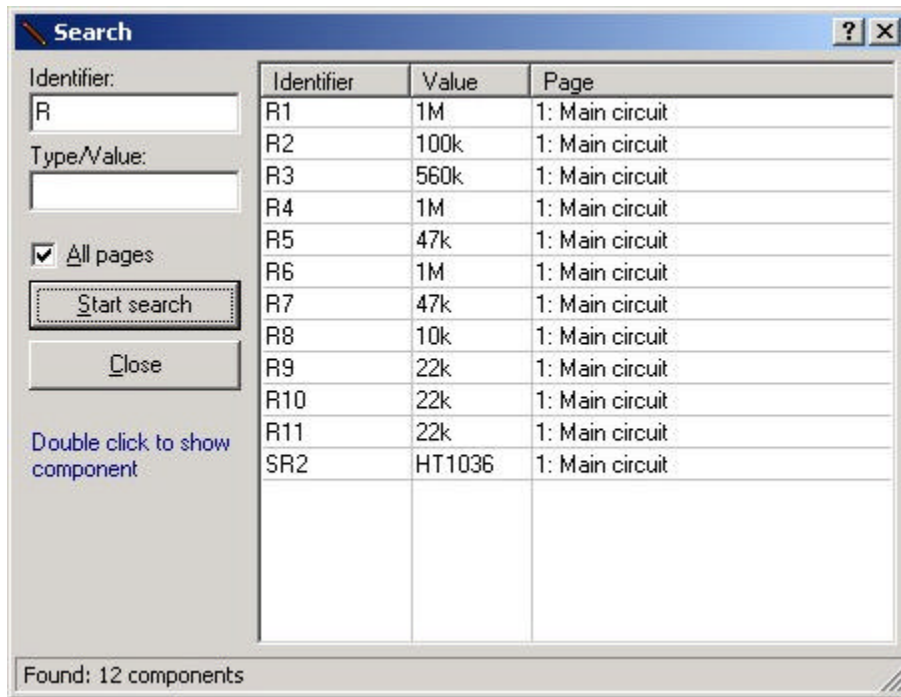 Search
Identifier:
R
Type/Value:
All pages
Start search
Close
Double click to show
component
Identifier Value Page
R1 1M 1: Main circuit
R2 100k 1: Main circuit
R3 560k 1: Main circuit
R4 1M 1: Main circuit
R5 47k 1: Main circuit
R6 1M 1: Main circuit
R7 47k 1: Main circuit
R8 10k 1: Main circuit
R9 22k 1: Main circuit
R10 22k 1: Main circuit
R11 22k 1: Main circuit
SR2 HT1036 1: Main circuit
Found: 12 components